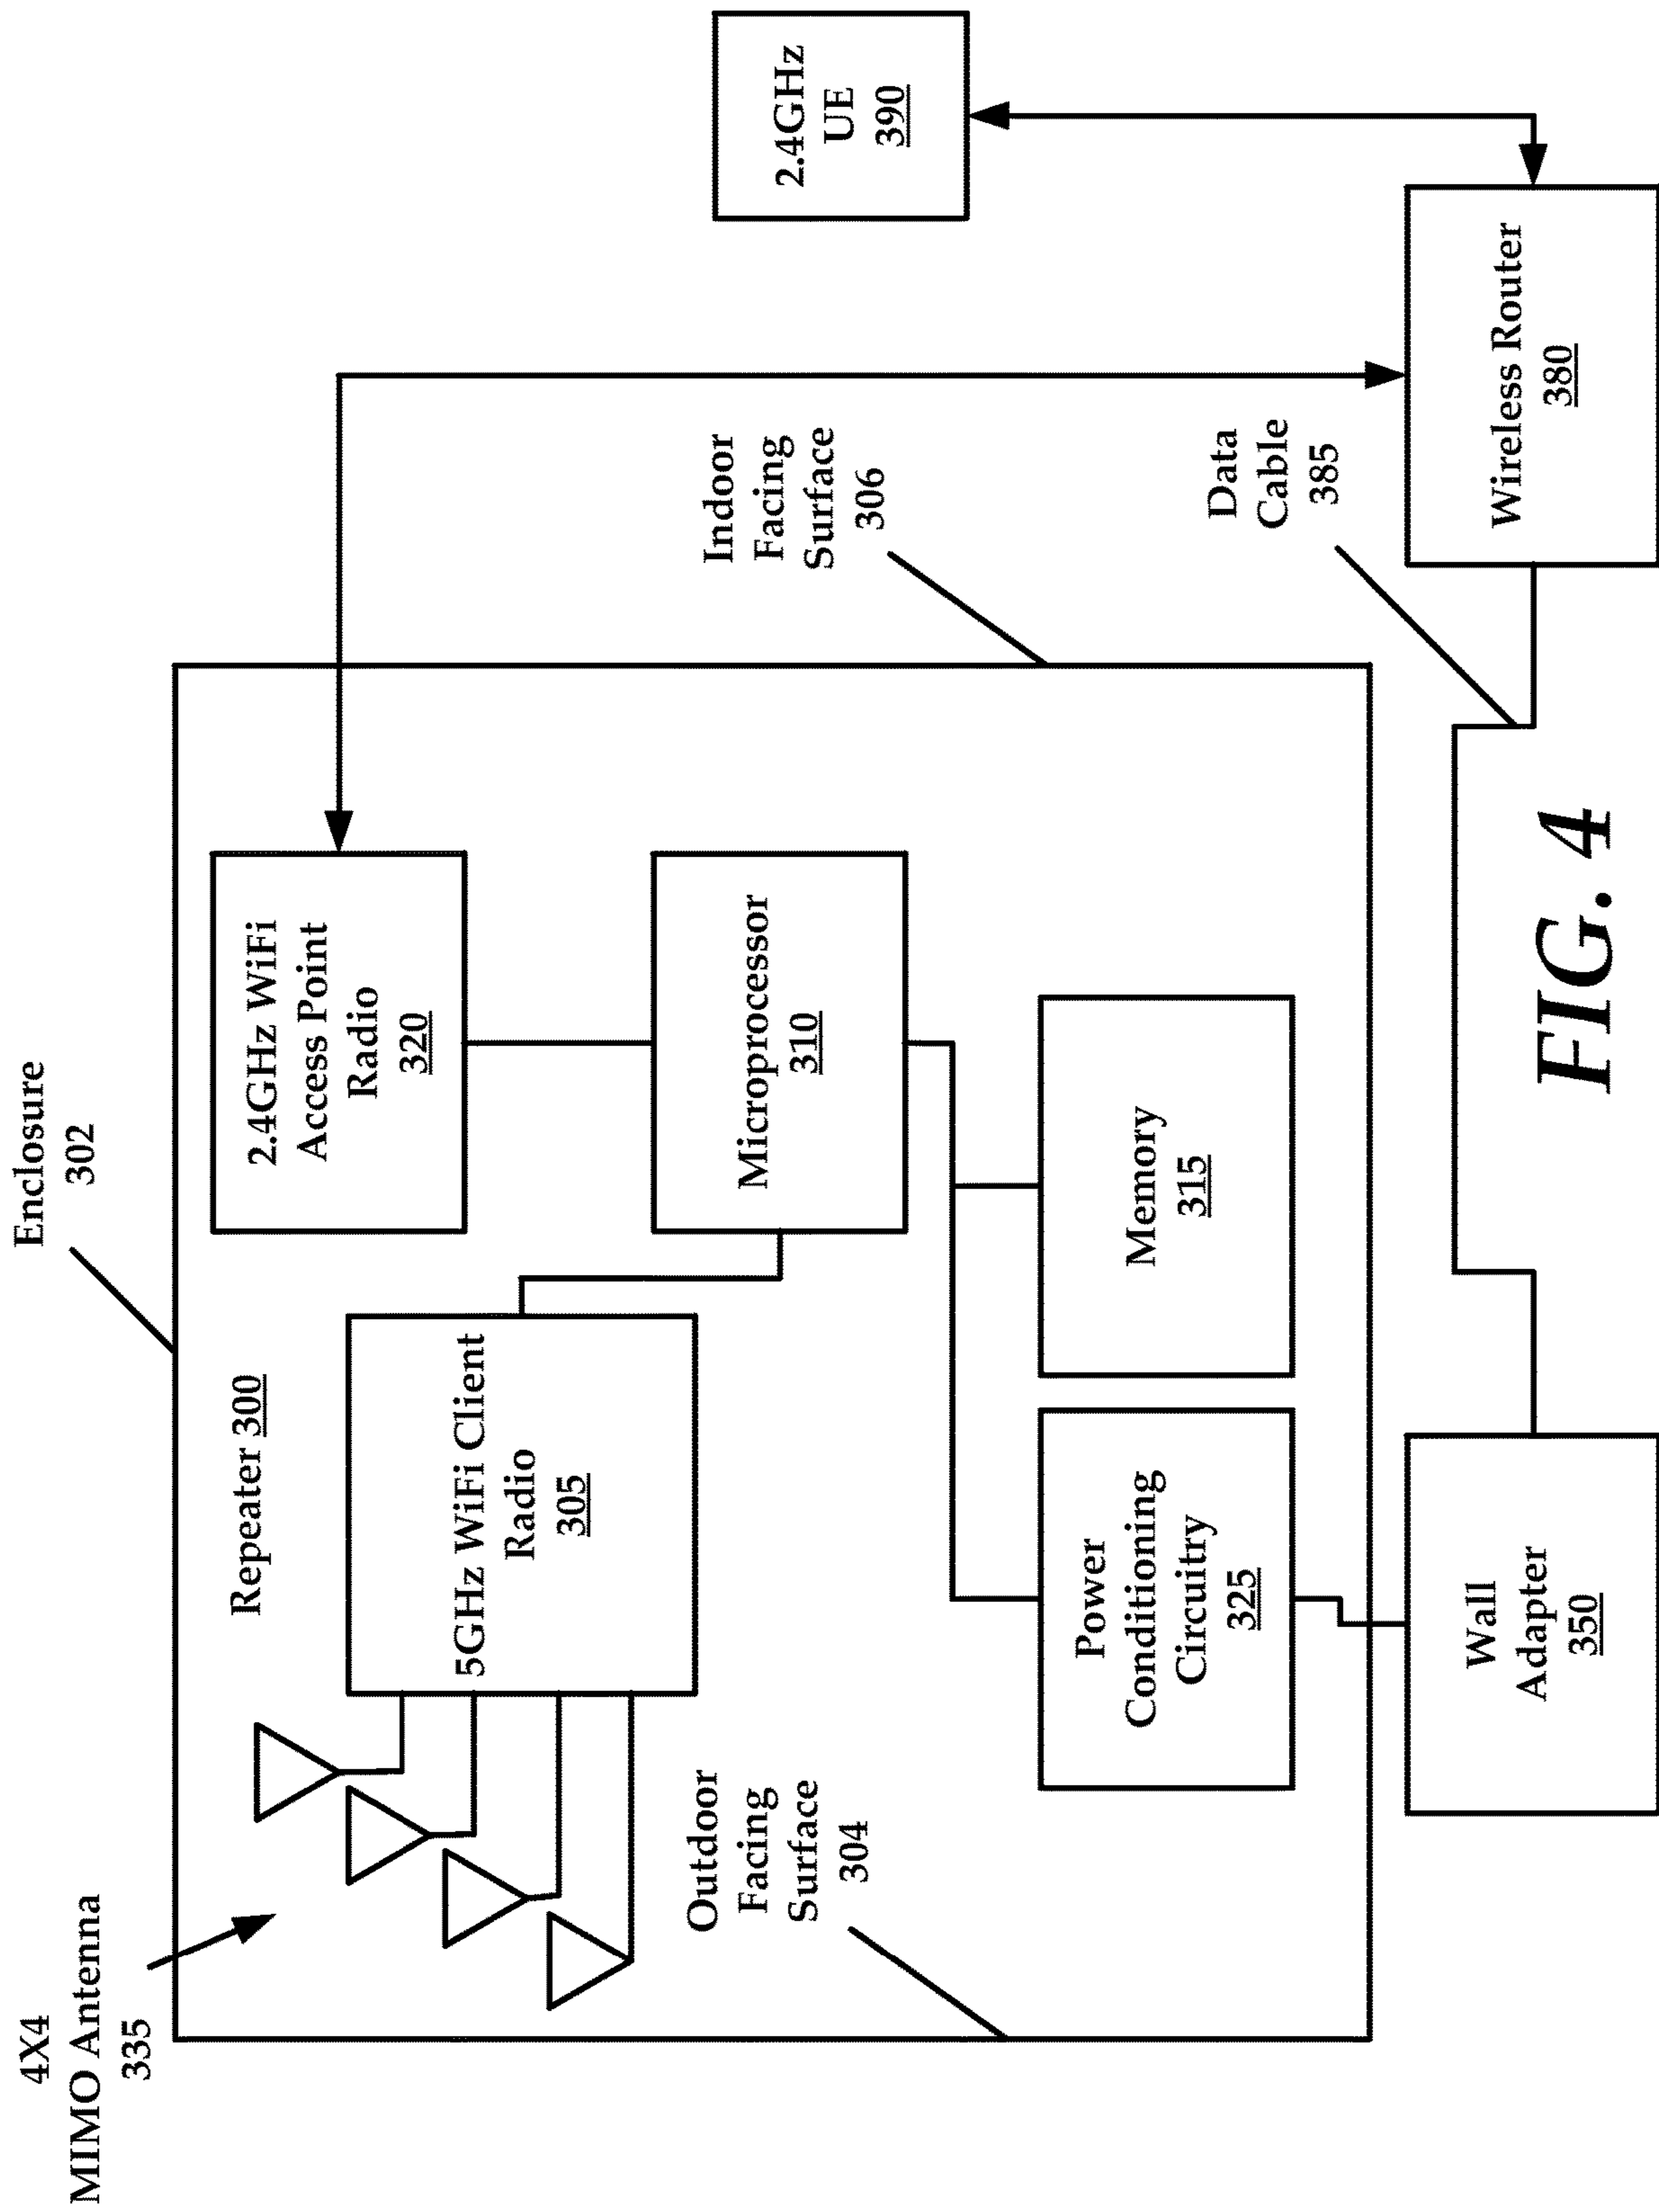 4X4
MIMO Antenna
335
Enclosure
302
Repeater 300
5GHz WiFi Client
Radio
305
2.4GHz WiFi
Access Point
Radio
320
Microprocessor
310
Outdoor
Facing
Surface
304
Indoor
Facing
Surface
306
2.4GHz
UE
390
Power
Conditioning
Circuitry
325
Memory
315
Data
Cable
385
Wall
Adapter
350
Wireless Router
380
FIG. 4